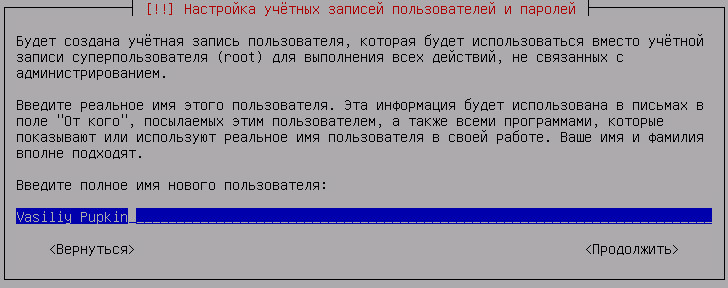 [!!] Настройка учётных записей пользователей и паролей
Будет создана учётная запись пользователя, которая будет использоваться вместо учётной
записи суперпользователя (root) для выполнения всех действий, не связанных с
администрированием.
Введите реальное имя этого пользователя. Эта информация будет использована в письмах в
поле "От кого", посылаемых этим пользователем, а также всеми программами, которые
показывают или используют реальное имя пользователя в своей работе. Ваше имя и фамилия
вполне подходят.
Введите полное имя нового пользователя:
Vasiliy Pupkin
<Вернуться> <Продолжить>